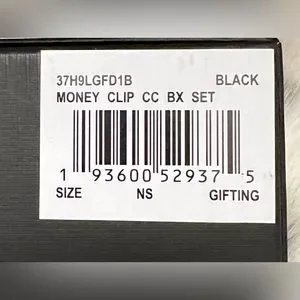 37H9LGFD1B BLACK
MONEY CLIP CC BX SET
1 93600 52937 5
SIZE NS GIFTING